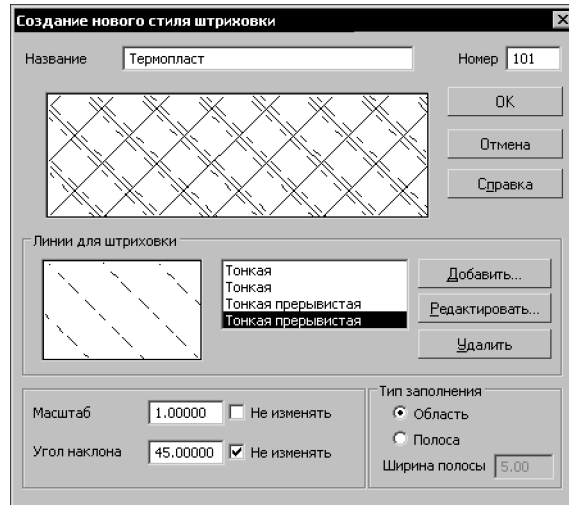 Создание нового стиля штриховки
Название Термопласт Номер 101
OK
Отмена
Справка
Линии для штриховки
Тонкая
Тонкая
Тонкая прерывистая
Тонкая прерывистая
Добавить...
Редактировать...
Удалить
Масштаб 1.00000 Не изменять
Угол наклона 45.00000 Не изменять
Тип заполнения
Область
Полоса
Ширина полосы 5.00